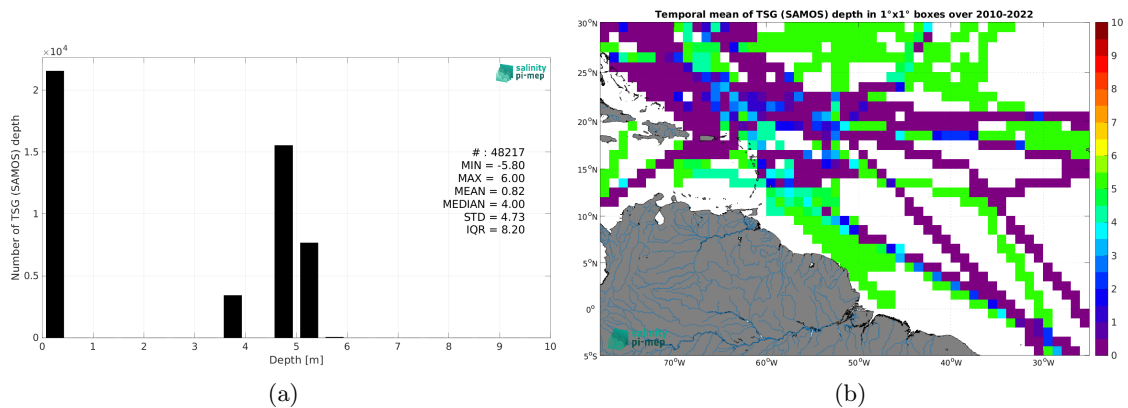 ×10⁴
2
1.5
1
0.5
0
Number of TSG (SAMOS) depth
salinity
pi-mep
# : 48217
MIN = -5.80
MAX = 6.00
MEAN = 0.82
MEDIAN = 4.00
STD = 4.73
IQR = 8.20
0 1 2 3 4 5 6 7 8 9 10
Depth [m]
(a)
Temporal mean of TSG (SAMOS) depth in 1°x1° boxes over 2010-2022
30°N
25°N
20°N
15°N
10°N
5°N
0°
5°S
salinity
pi-mep
70°W 60°W 50°W 40°W 30°W
10
9
8
7
6
5
4
3
2
1
0
(b)